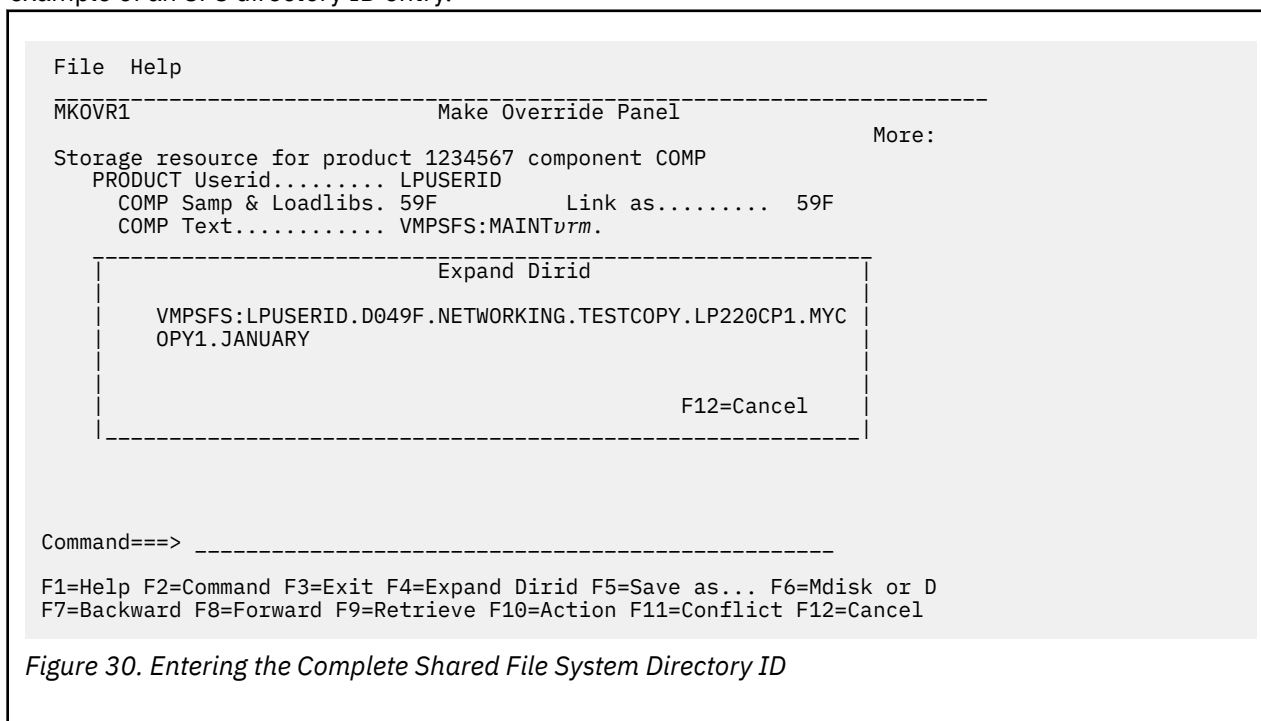 example of an SFS directory ID entry.
File Help
MKOVR1 Make Override Panel
More:
Storage resource for product 1234567 component COMP
PRODUCT Userid......... LPUSERID
COMP Samp & Loadlibs. 59F Link as......... 59F
COMP Text............ VMPSFS:MAINTvrm.
Expand Dirid
VMPSFS:LPUSERID.D049F.NETWORKING.TESTCOPY.LP220CP1.MYC
OPY1.JANUARY
F12=Cancel
Command===> __________________________________________________
F1=Help F2=Command F3=Exit F4=Expand Dirid F5=Save as... F6=Mdisk or D
F7=Backward F8=Forward F9=Retrieve F10=Action F11=Conflict F12=Cancel
Figure 30. Entering the Complete Shared File System Directory ID